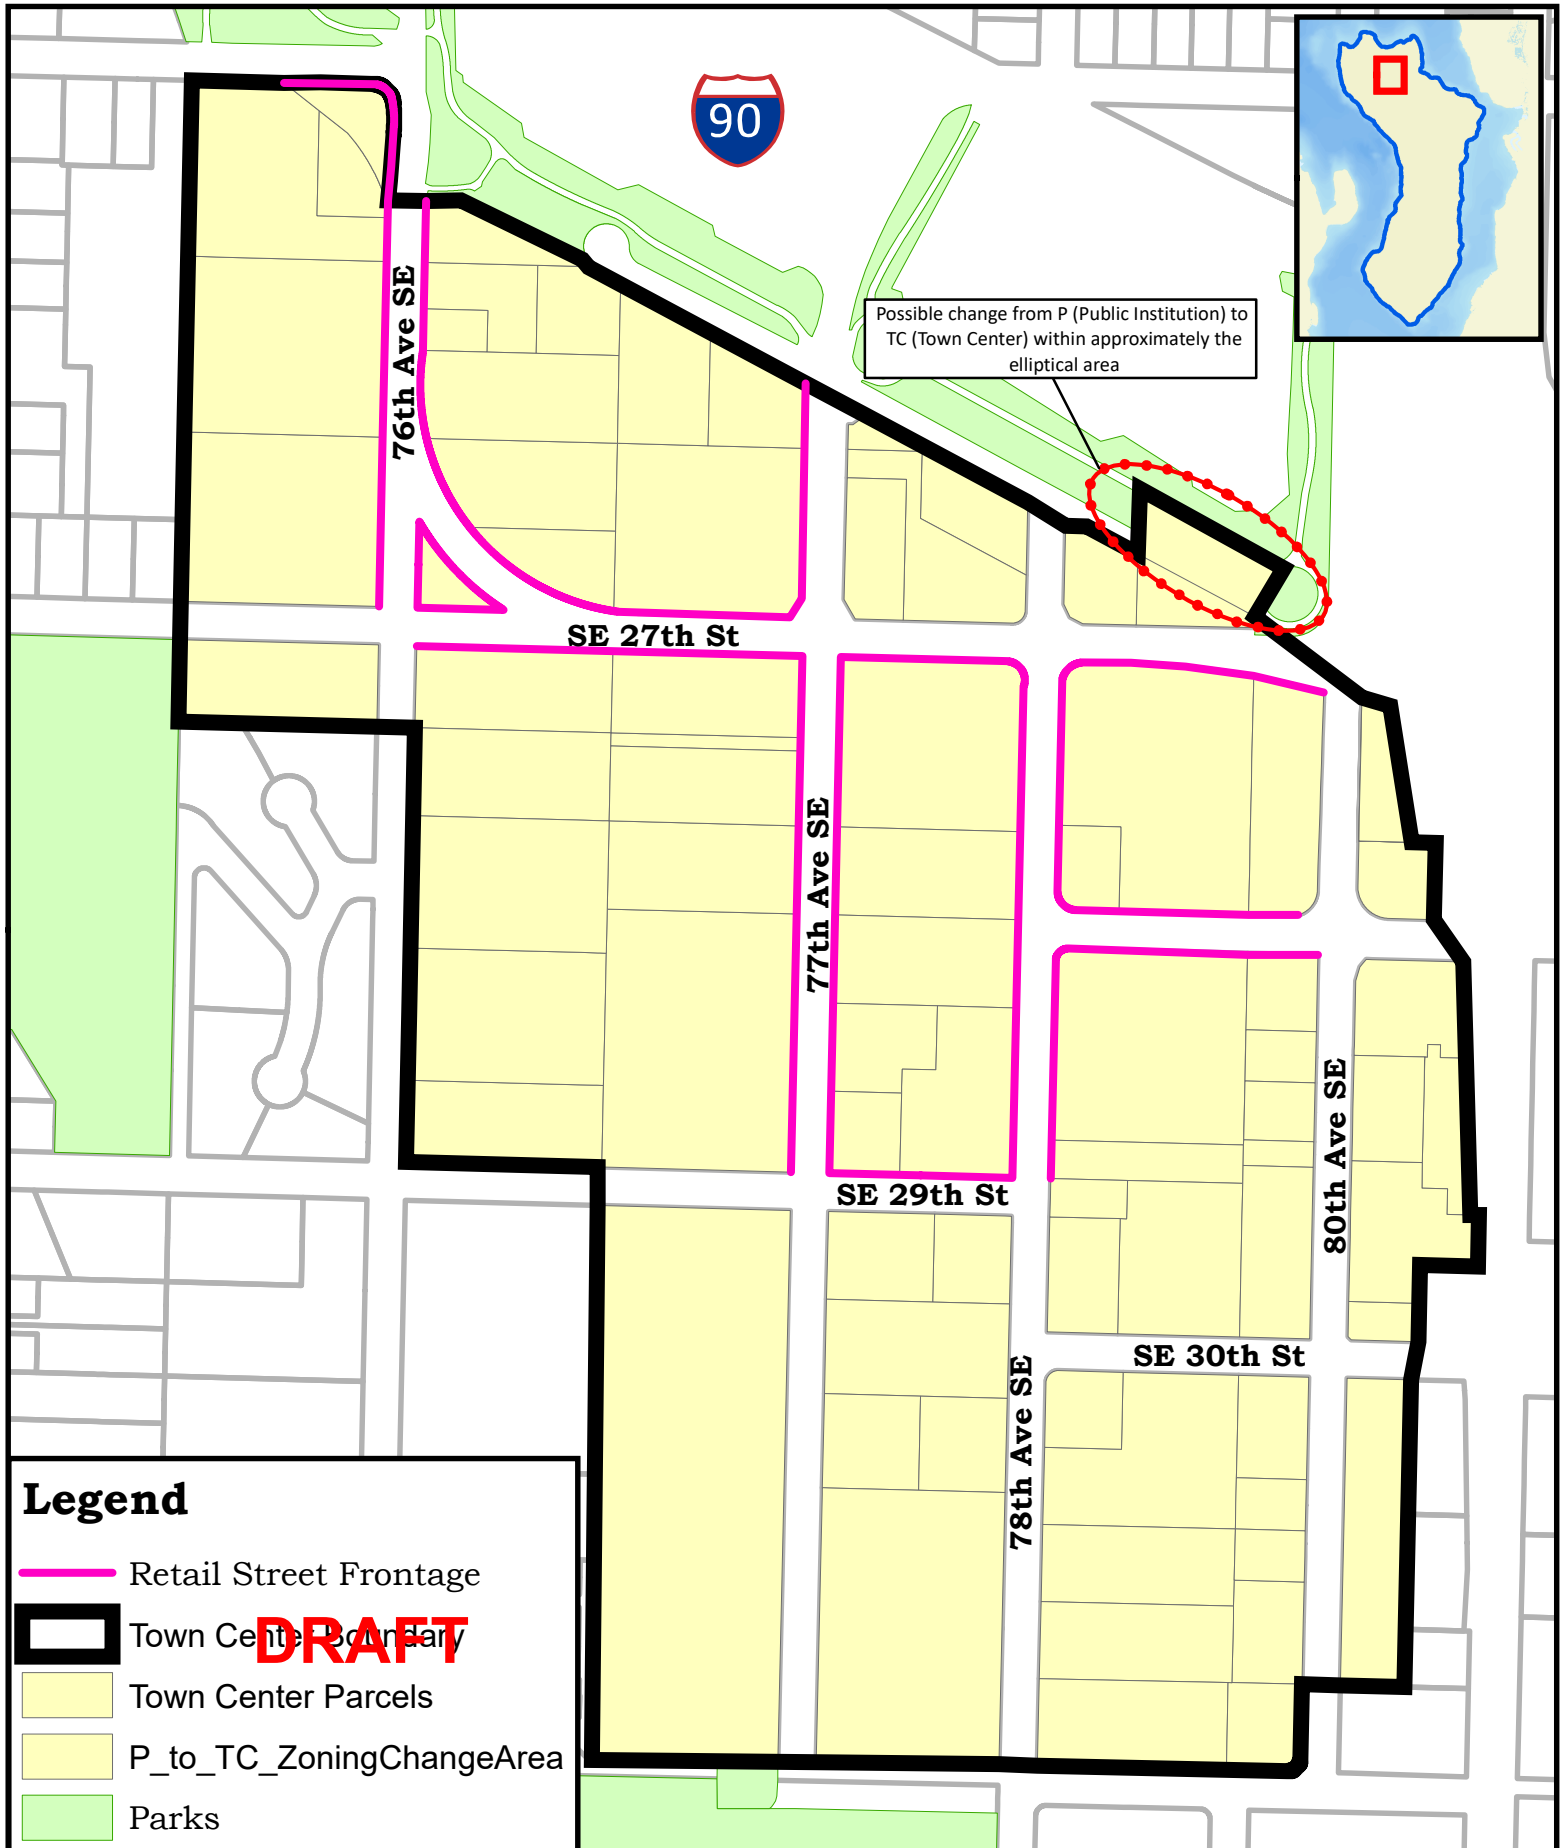 90
Possible change from P (Public Institution) to
TC (Town Center) within approximately the
elliptical area
76th Ave SE
SE 27th St
77th Ave SE
80th Ave SE
SE 29th St
SE 30th St
78th Ave SE
Legend
Retail Street Frontage
Town Center Boundary
DRAFT
Town Center Parcels
P_to_TC_ZoningChangeArea
Parks